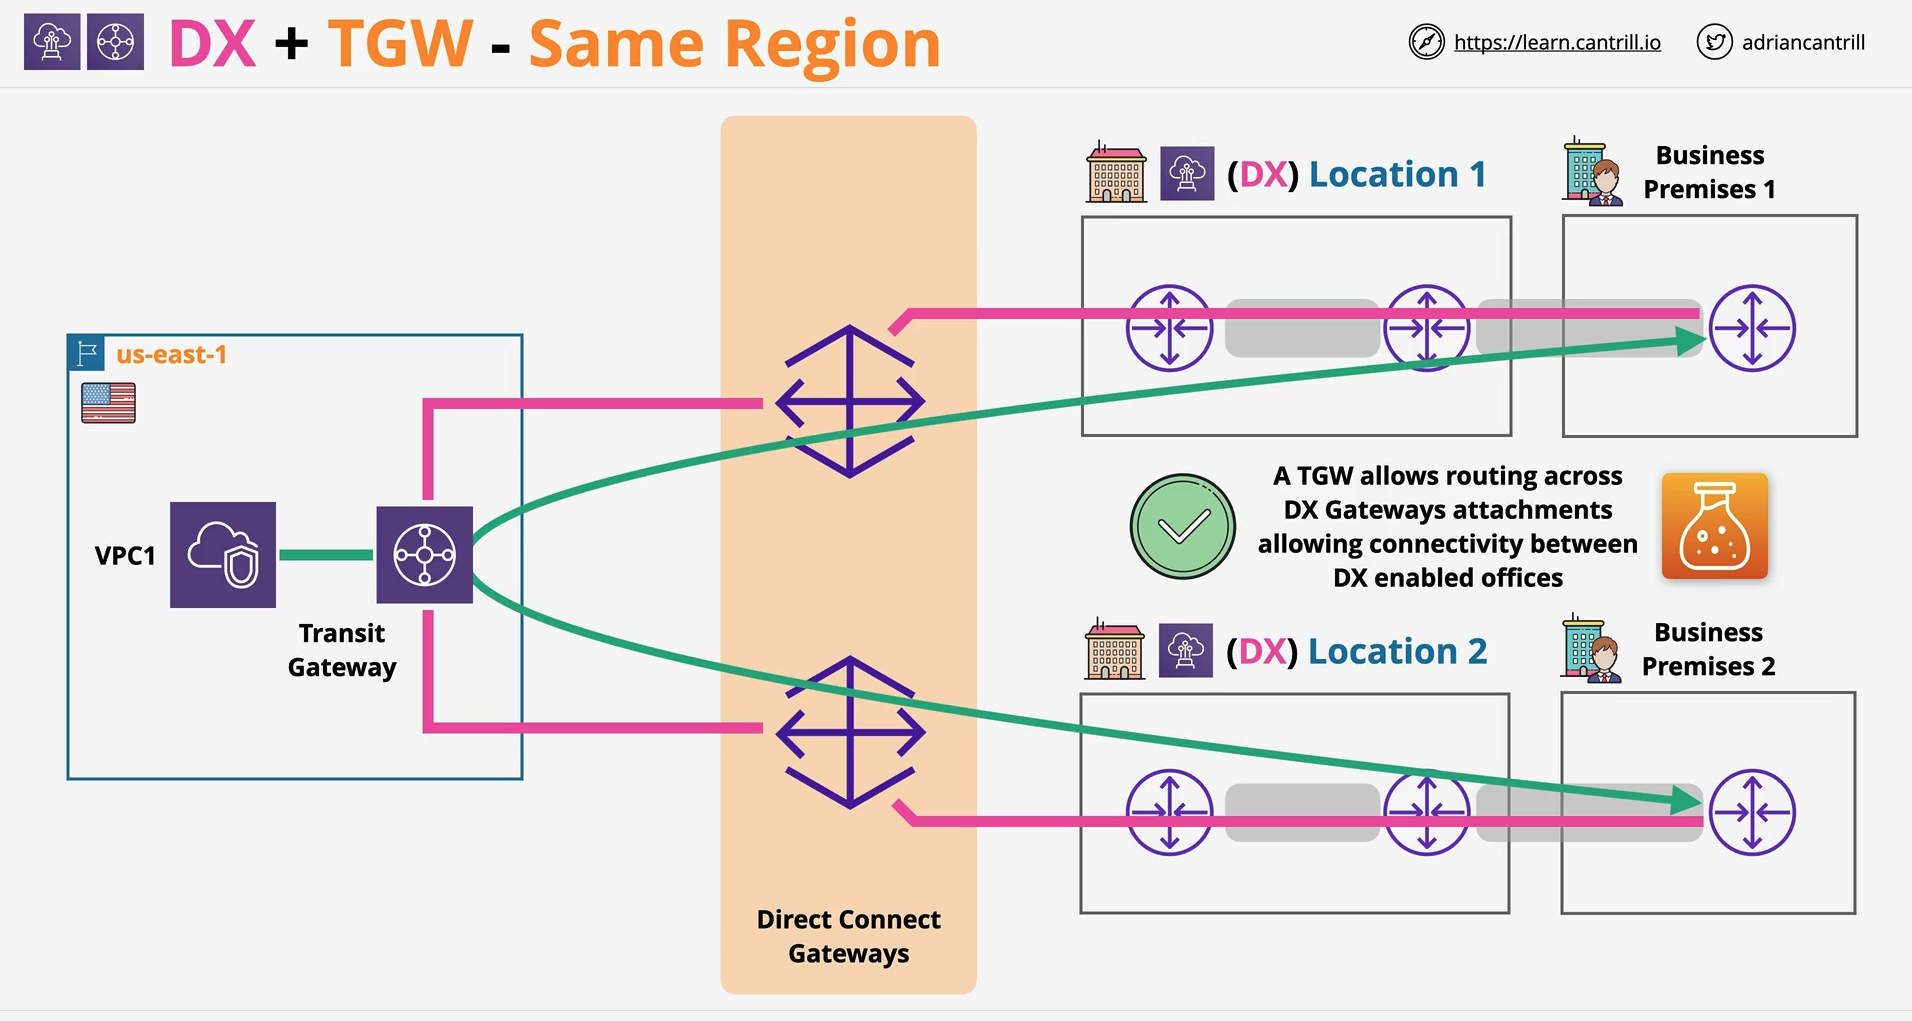 DX + TGW - Same Region
https://learn.cantrill.io
adriancantrill
(DX) Location 1
Business
Premises 1
us-east-1
VPC1
Transit
Gateway
A TGW allows routing across
DX Gateways attachments
allowing connectivity between
DX enabled offices
(DX) Location 2
Business
Premises 2
Direct Connect
Gateways